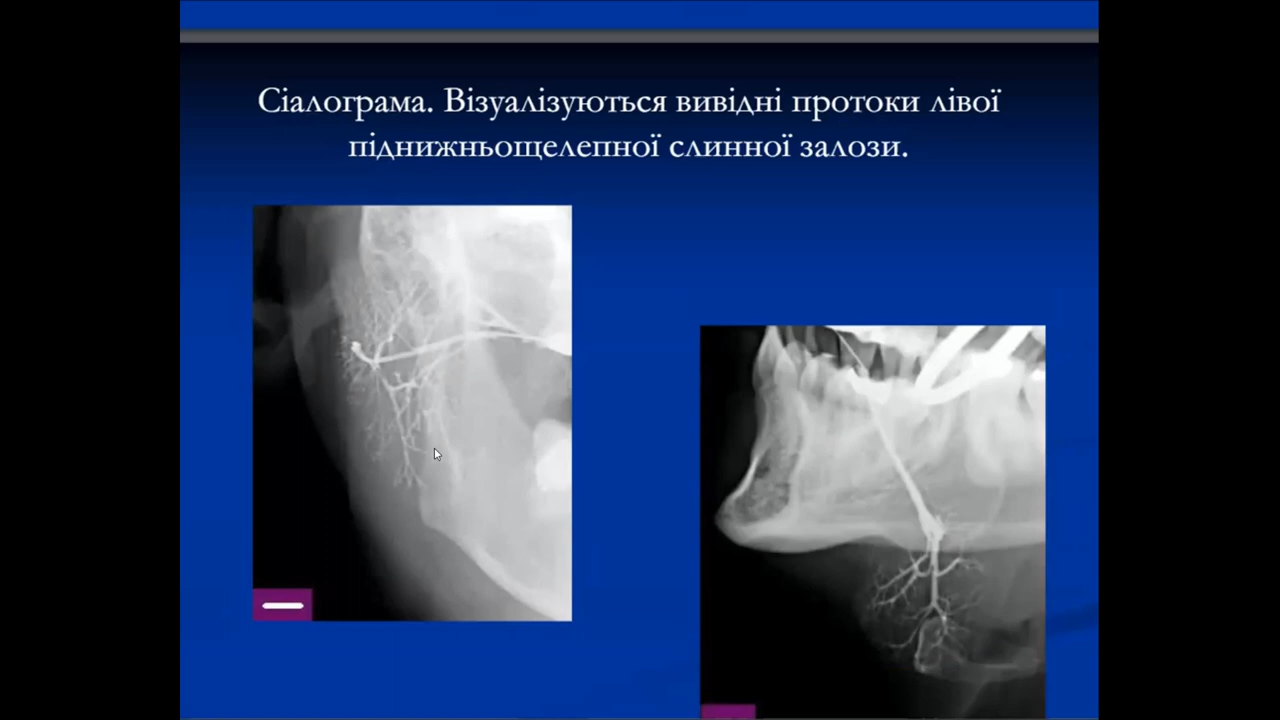 Сіалограма. Візуалізуються вивідні протоки лівої
піднижньощелепної слинної залози.